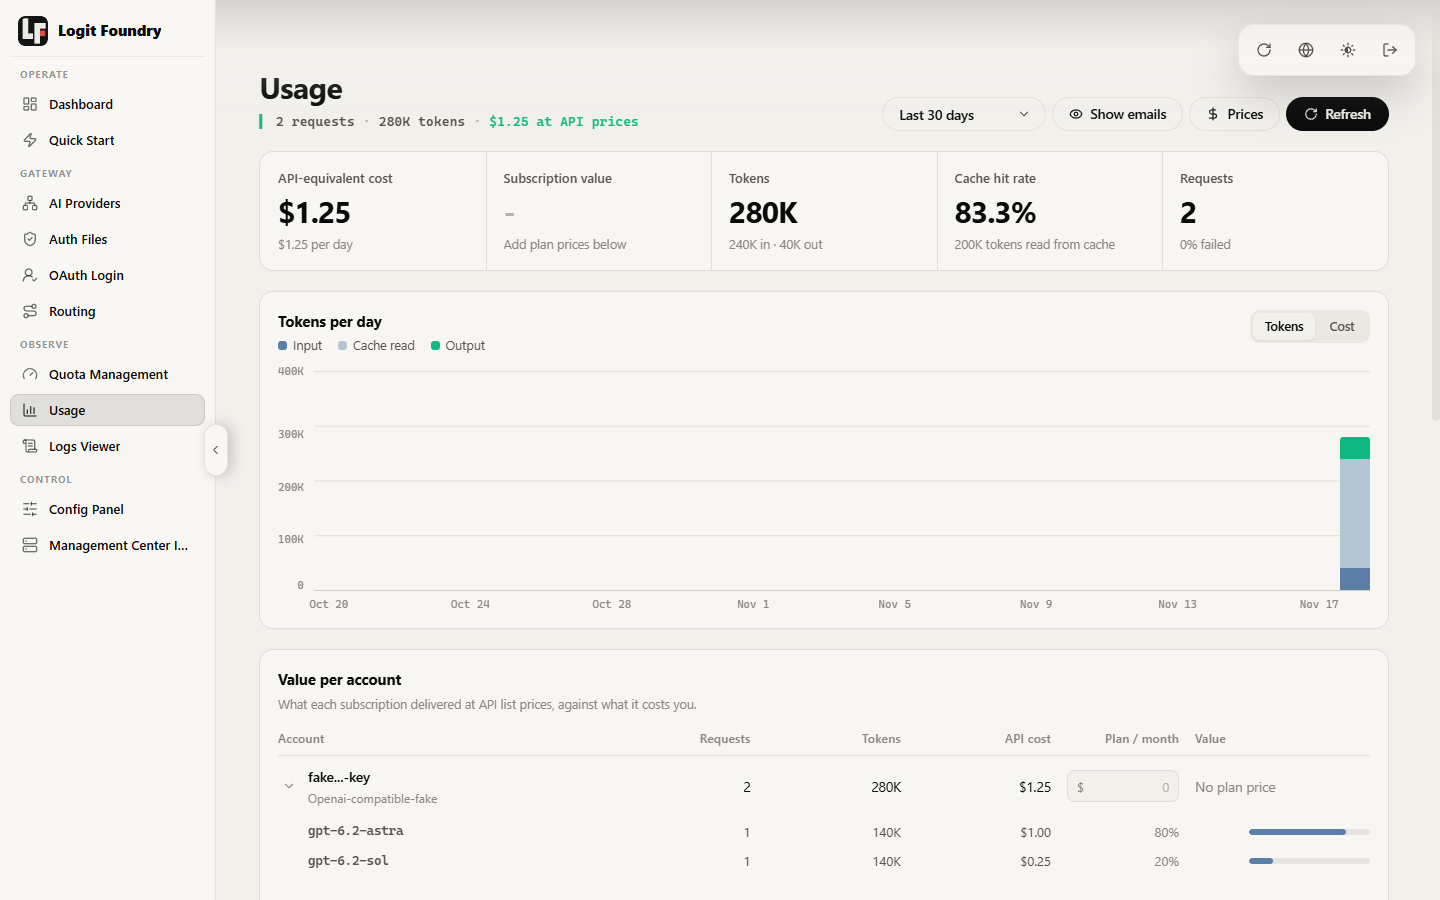 LF Logit Foundry
OPERATE
Dashboard
Quick Start
GATEWAY
AI Providers
Auth Files
OAuth Login
Routing
OBSERVE
Quota Management
Usage
Logs Viewer
CONTROL
Config Panel
Management Center I...
Usage
2 requests · 280K tokens · $1.25 at API prices
Last 30 days
Show emails
$ Prices
Refresh
API-equivalent cost
$1.25
$1.25 per day
Subscription value
-
Add plan prices below
Tokens
280K
240K in · 40K out
Cache hit rate
83.3%
200K tokens read from cache
Requests
2
0% failed
Tokens per day
Tokens Cost
Input Cache read Output
400K
300K
200K
100K
0
Oct 20 Oct 24 Oct 28 Nov 1 Nov 5 Nov 9 Nov 13 Nov 17
Value per account
What each subscription delivered at API list prices, against what it costs you.
Account Requests Tokens API cost Plan / month Value
fake...-key 2 280K $1.25 $ 0 No plan price
Openai-compatible-fake
gpt-6.2-astra 1 140K $1.00 80%
gpt-6.2-sol 1 140K $0.25 20%